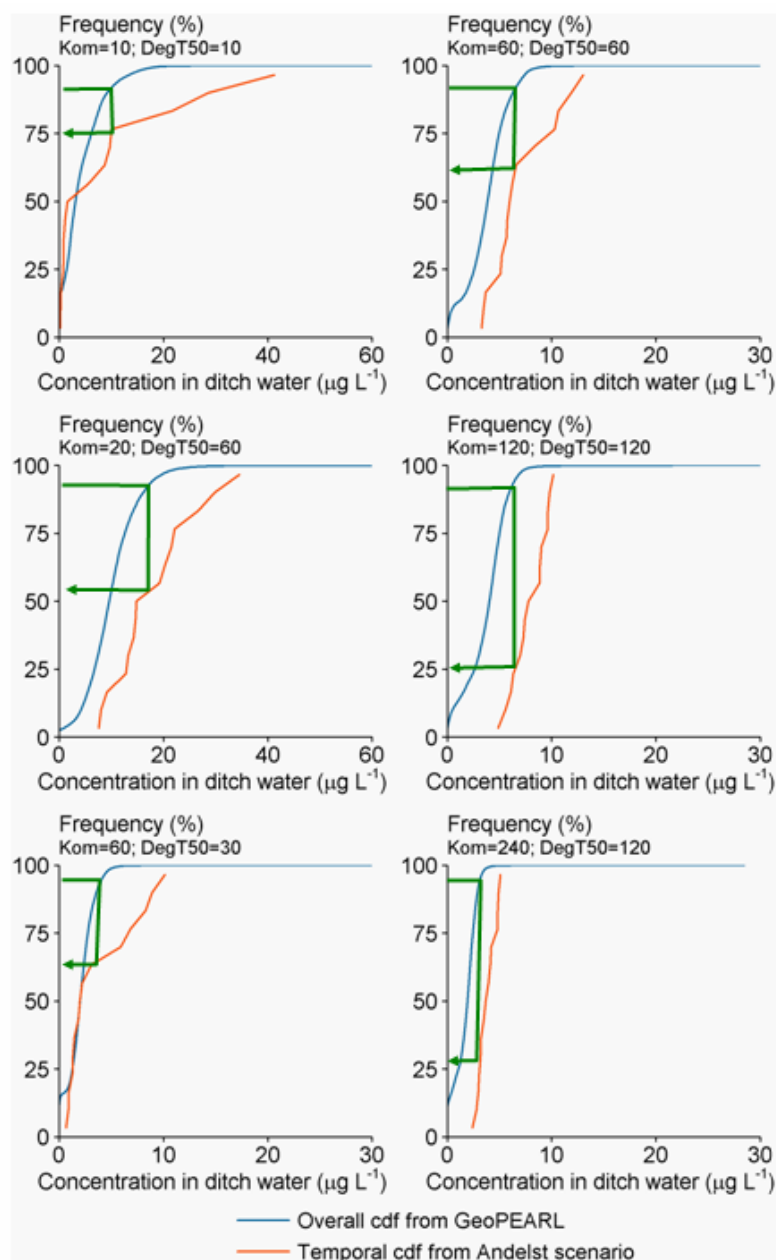 Frequency (%)
Kom=10; DegT50=10
100
75
50
25
0
0 20 40 60
Concentration in ditch water (µg L⁻¹)
Frequency (%)
Kom=60; DegT50=60
100
75
50
25
0
0 10 20 30
Concentration in ditch water (µg L⁻¹)
Frequency (%)
Kom=20; DegT50=60
100
75
50
25
0
0 20 40 60
Concentration in ditch water (µg L⁻¹)
Frequency (%)
Kom=120; DegT50=120
100
75
50
25
0
0 10 20 30
Concentration in ditch water (µg L⁻¹)
Frequency (%)
Kom=60; DegT50=30
100
75
50
25
0
0 10 20 30
Concentration in ditch water (µg L⁻¹)
Frequency (%)
Kom=240; DegT50=120
100
75
50
25
0
0 10 20 30
Concentration in ditch water (µg L⁻¹)
Overall cdf from GeoPEARL
Temporal cdf from Andelst scenario